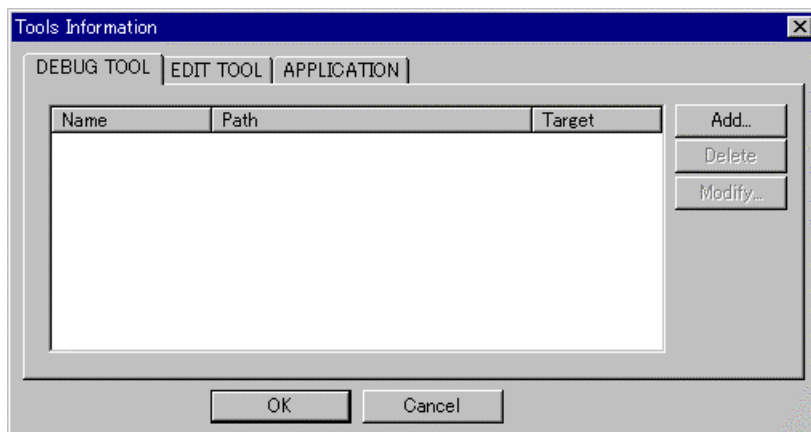 Tools Information
DEBUG TOOL EDIT TOOL APPLICATION
Name Path Target
Add...
Delete
Modify...
OK Cancel